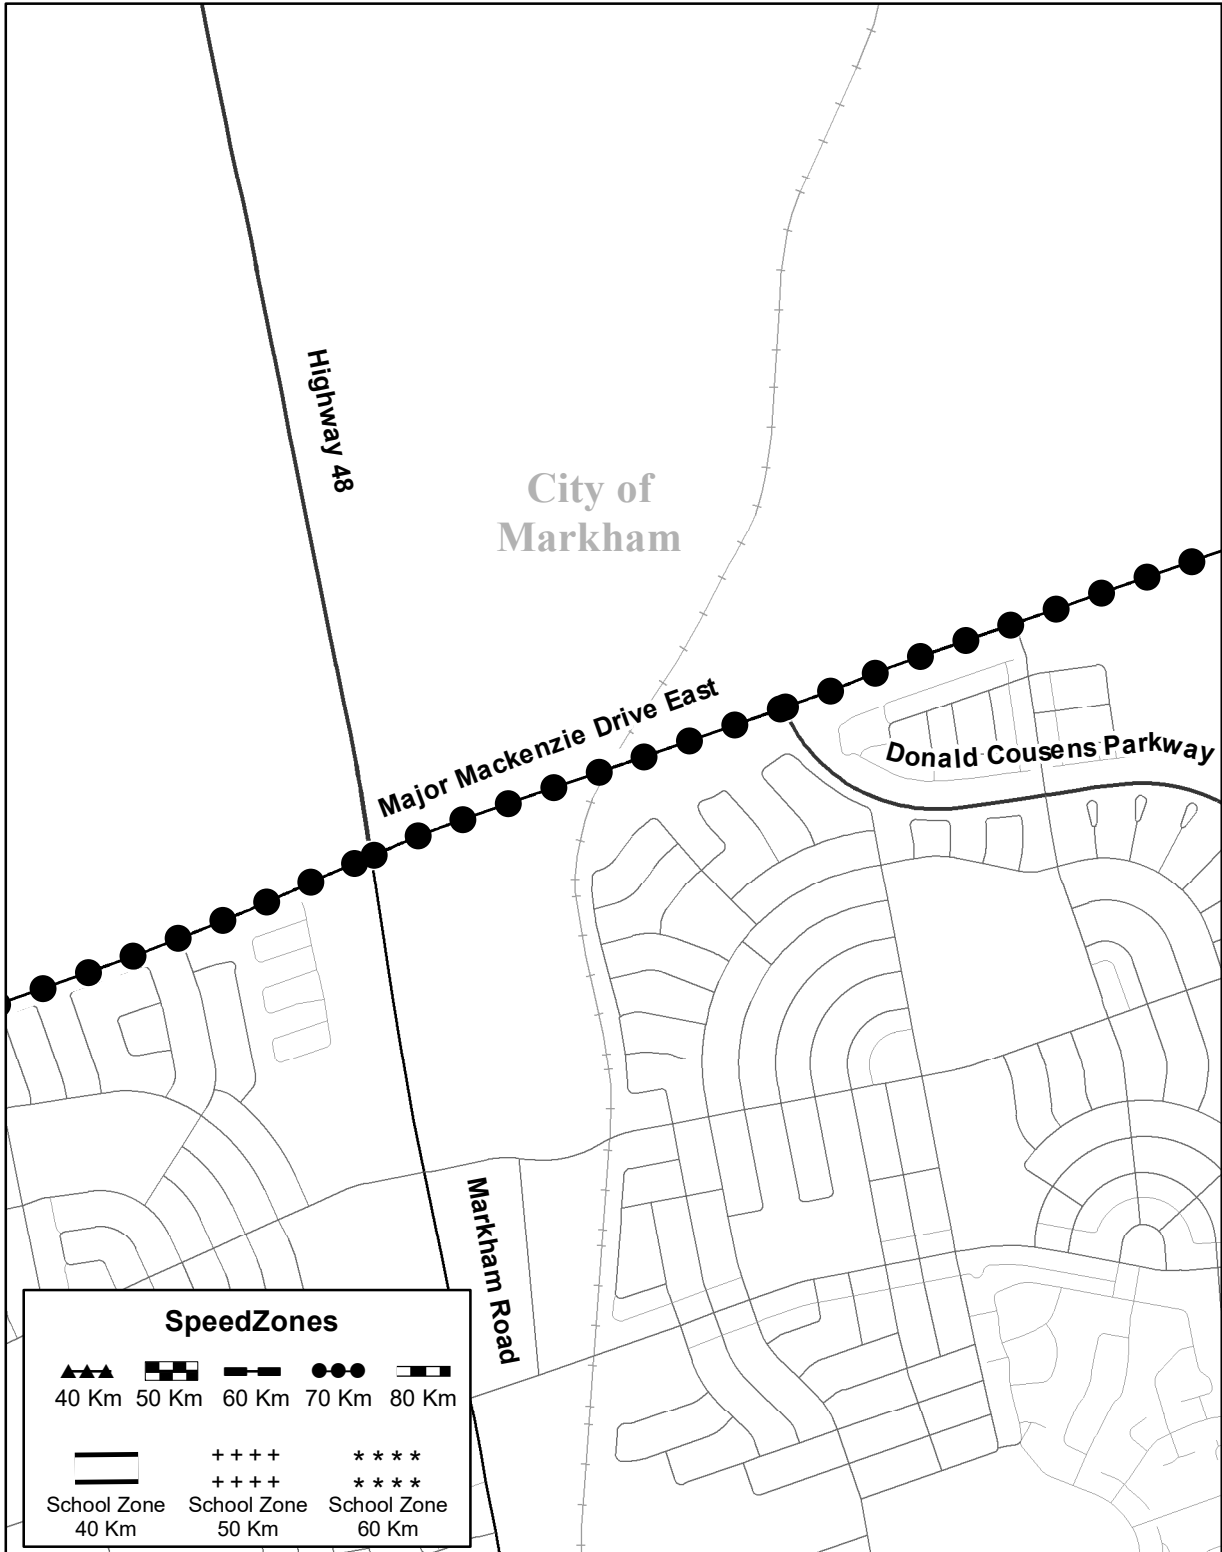 Highway 48
City of
Markham
Major Mackenzie Drive East
Donald Cousens Parkway
Markham Road
SpeedZones
40 Km 50 Km 60 Km 70 Km 80 Km
School Zone School Zone School Zone
40 Km 50 Km 60 Km